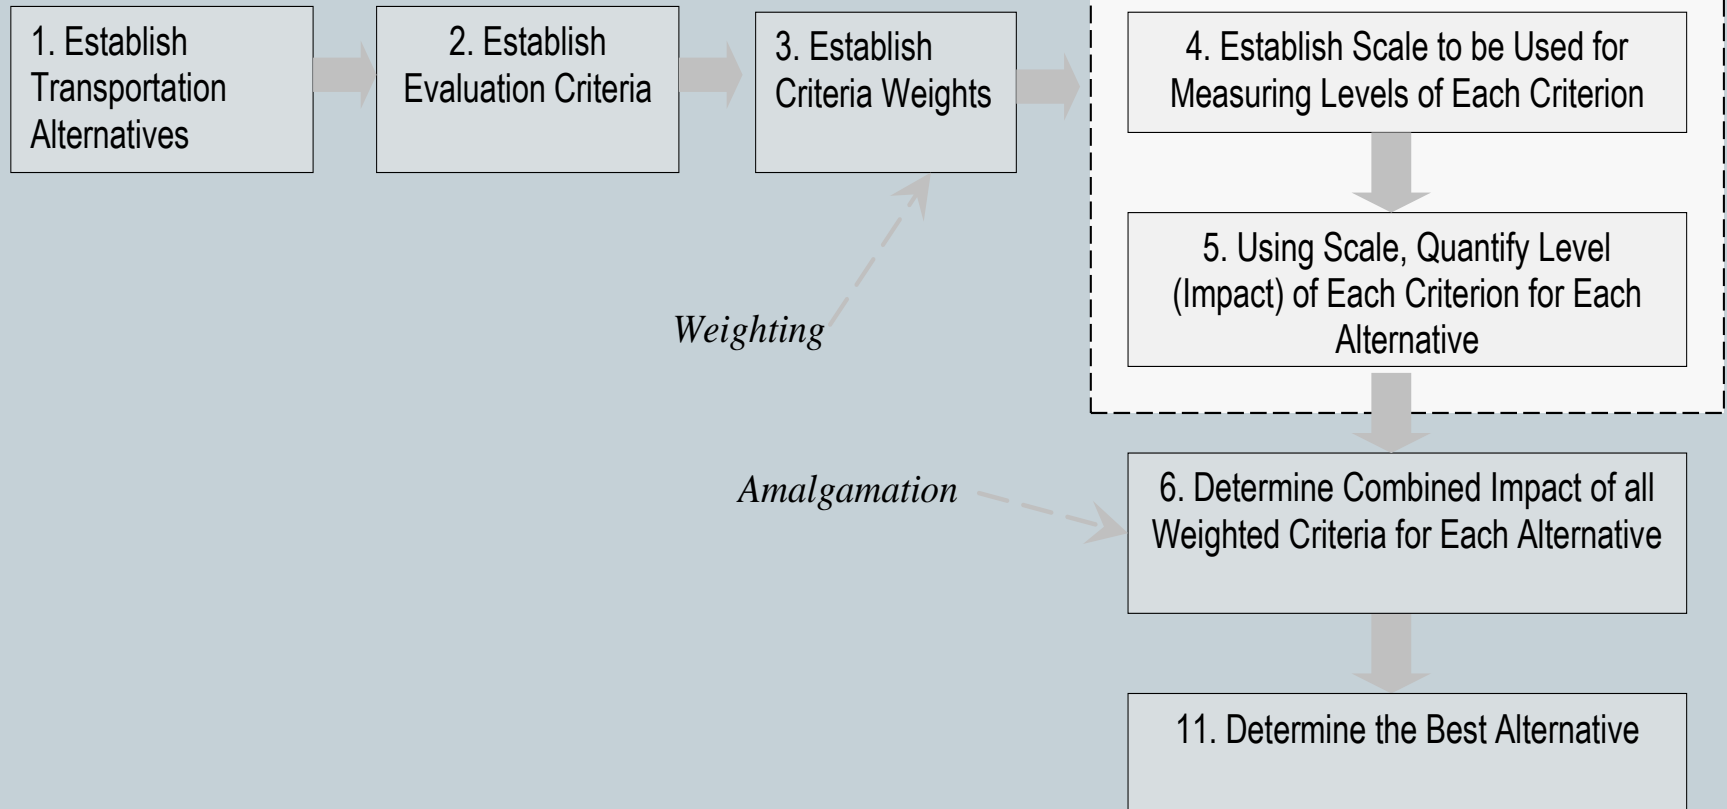 1. Establish
Transportation
Alternatives
2. Establish
Evaluation Criteria
3. Establish
Criteria Weights
4. Establish Scale to be Used for
Measuring Levels of Each Criterion
5. Using Scale, Quantify Level
(Impact) of Each Criterion for Each
Alternative
Weighting
Amalgamation
6. Determine Combined Impact of all
Weighted Criteria for Each Alternative
11. Determine the Best Alternative